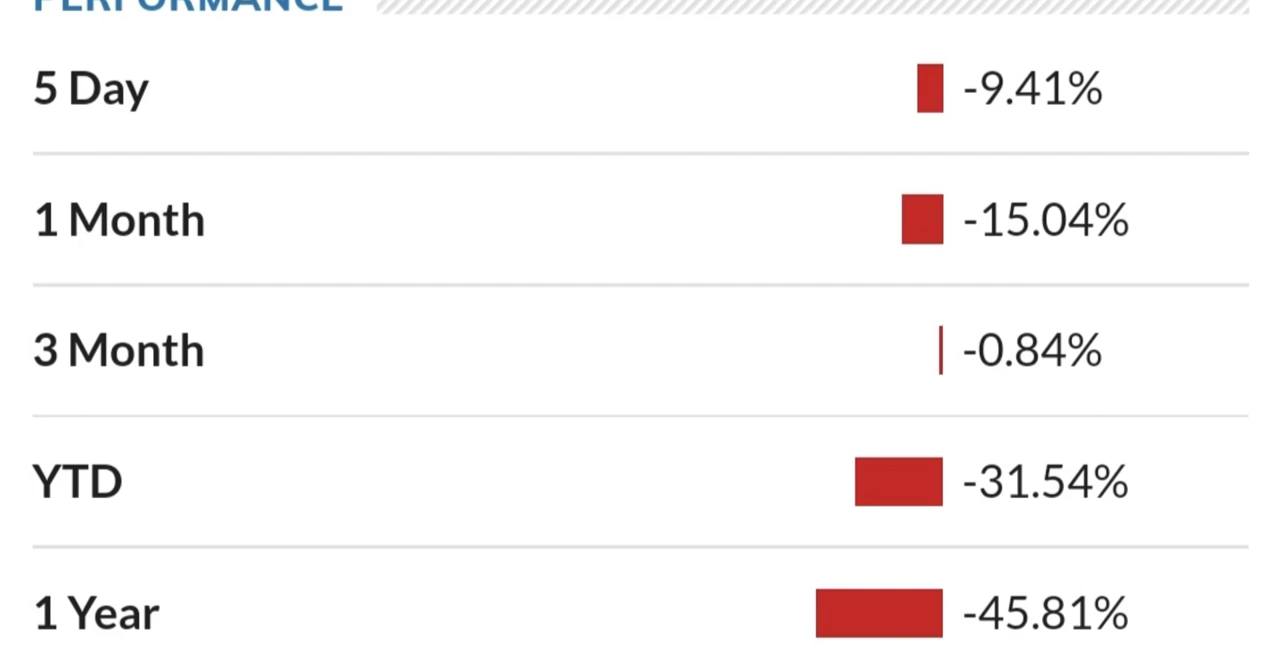 PERFORMANCE
5 Day -9.41%
1 Month -15.04%
3 Month -0.84%
YTD -31.54%
1 Year -45.81%